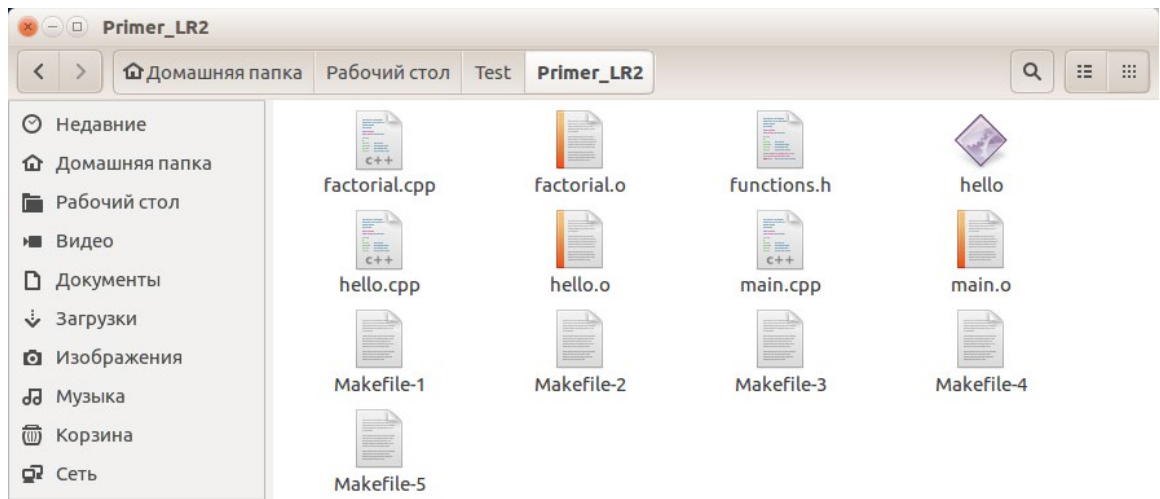 Primer_LR2
Домашняя папка Рабочий стол Test Primer_LR2
Недавние
Домашняя папка
Рабочий стол
Видео
Документы
Загрузки
Изображения
Музыка
Корзина
Сеть
c++ c++ c++
factorial.cpp factorial.o functions.h hello
hello.cpp hello.o main.cpp main.o
Makefile-1 Makefile-2 Makefile-3 Makefile-4
Makefile-5